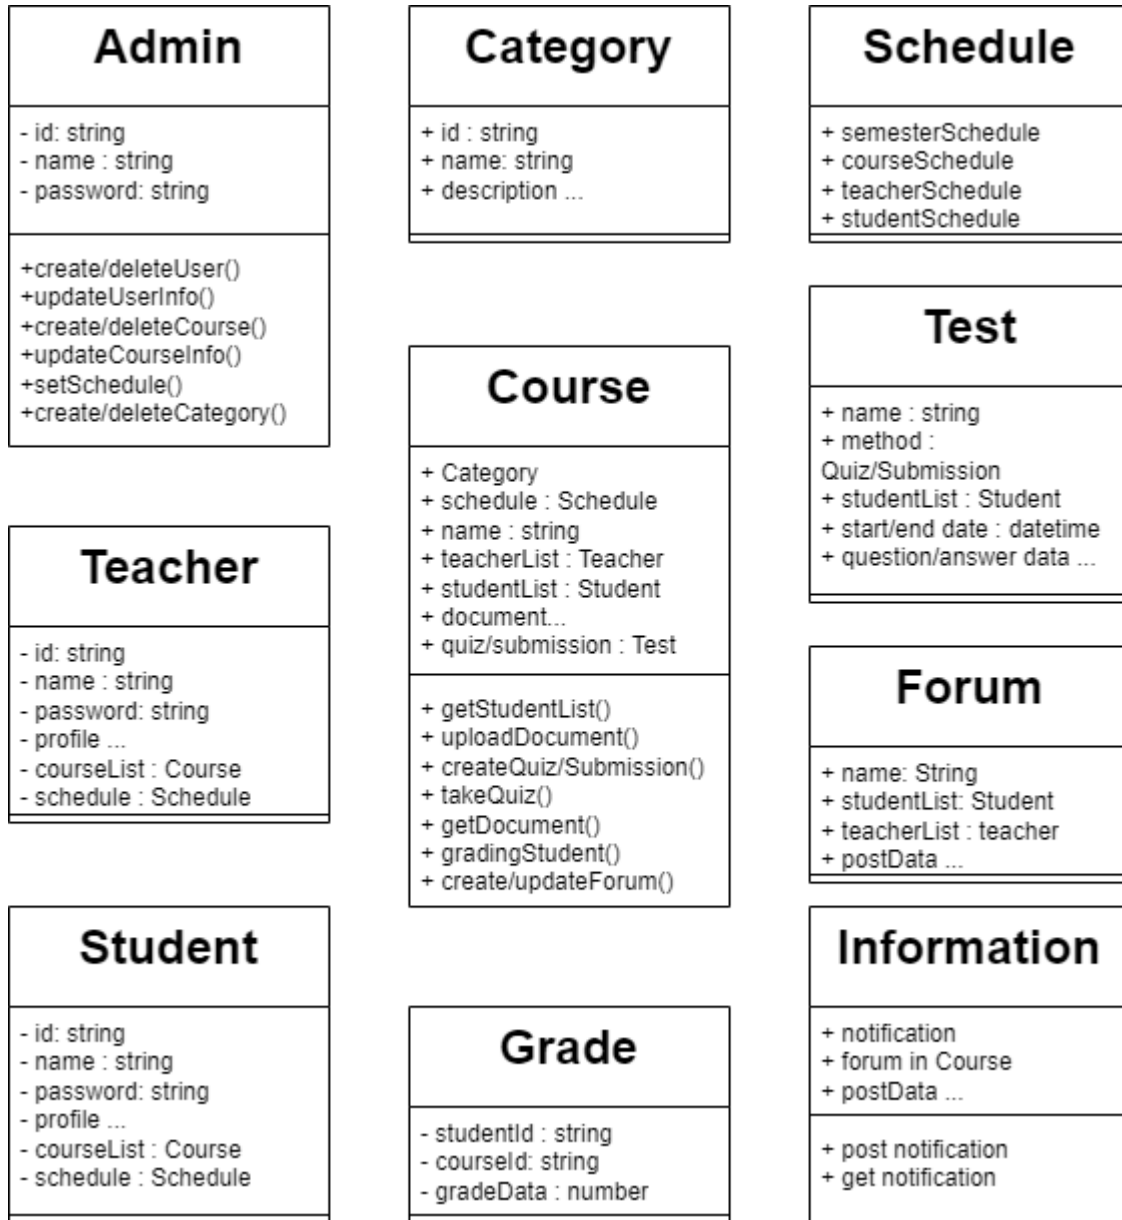 Admin
- id: string
- name : string
- password: string
+create/deleteUser()
+updateUserInfo()
+create/deleteCourse()
+updateCourseInfo()
+setSchedule()
+create/deleteCategory()
Teacher
- id: string
- name : string
- password: string
- profile ...
- courseList : Course
- schedule : Schedule
Student
- id: string
- name : string
- password: string
- profile ...
- courseList : Course
- schedule : Schedule
Category
+ id : string
+ name: string
+ description ...
Course
+ Category
+ schedule : Schedule
+ name : string
+ teacherList : Teacher
+ studentList : Student
+ document...
+ quiz/submission : Test
+ getStudentList()
+ uploadDocument()
+ createQuiz/Submission()
+ takeQuiz()
+ getDocument()
+ gradingStudent()
+ create/updateForum()
Grade
- studentId : string
- courseId: string
- gradeData : number
Schedule
+ semesterSchedule
+ courseSchedule
+ teacherSchedule
+ studentSchedule
Test
+ name : string
+ method :
Quiz/Submission
+ studentList : Student
+ start/end date : datetime
+ question/answer data ...
Forum
+ name: String
+ studentList: Student
+ teacherList : teacher
+ postData ...
Information
+ notification
+ forum in Course
+ postData ...
+ post notification
+ get notification